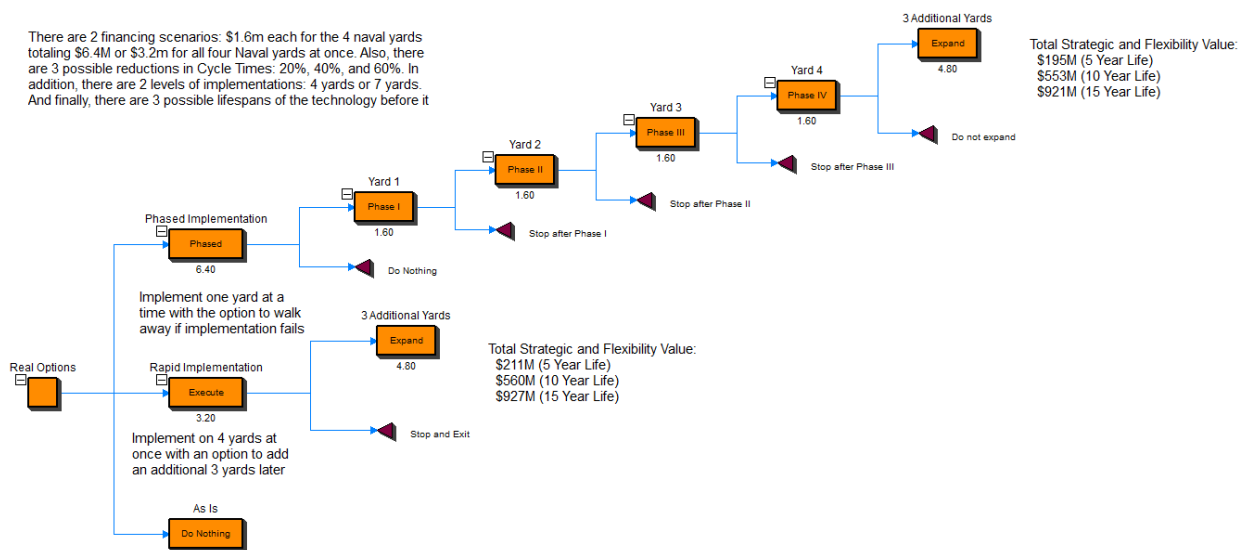 There are 2 financing scenarios: $1.6m each for the 4 naval yards
totaling $6.4M or $3.2m for all four Naval yards at once. Also, there
are 3 possible reductions in Cycle Times: 20%, 40%, and 60%. In
addition, there are 2 levels of implementations: 4 yards or 7 yards.
And finally, there are 3 possible lifespans of the technology before it
3 Additional Yards
Expand
4.80
Total Strategic and Flexibility Value:
$195M (5 Year Life)
$553M (10 Year Life)
$921M (15 Year Life)
Yard 4
Phase IV
1.60
Do not expand
Yard 3
Phase III
1.60
Stop after Phase III
Yard 2
Phase II
1.60
Stop after Phase II
Yard 1
Phase I
1.60
Stop after Phase I
Phased Implementation
Phased
6.40
Do Nothing
Implement one yard at a
time with the option to walk
away if implementation fails
3 Additional Yards
Expand
4.80
Total Strategic and Flexibility Value:
$211M (5 Year Life)
$560M (10 Year Life)
$927M (15 Year Life)
Real Options
Rapid Implementation
Execute
3.20
Stop and Exit
Implement on 4 yards at
once with an option to add
an additional 3 yards later
As Is
Do Nothing